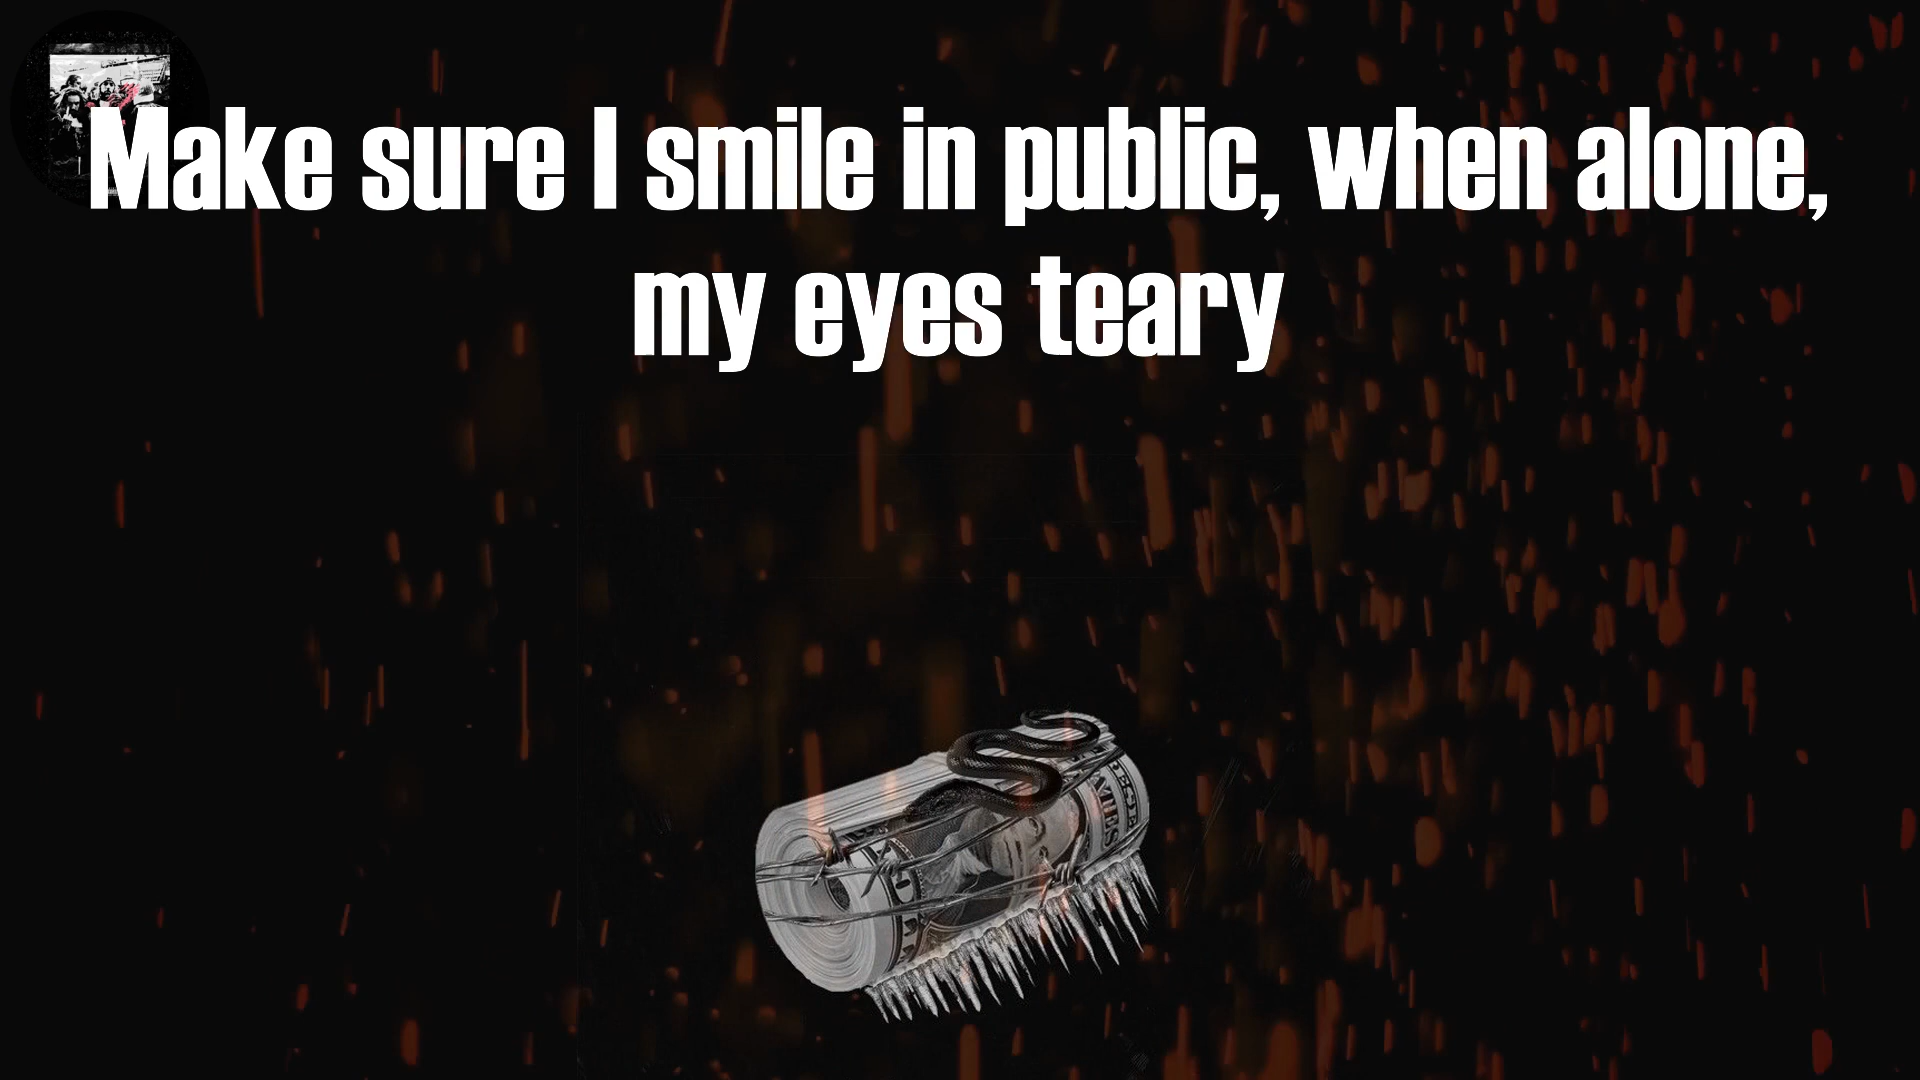 Make sure I smile in public, when alone,
my eyes teary